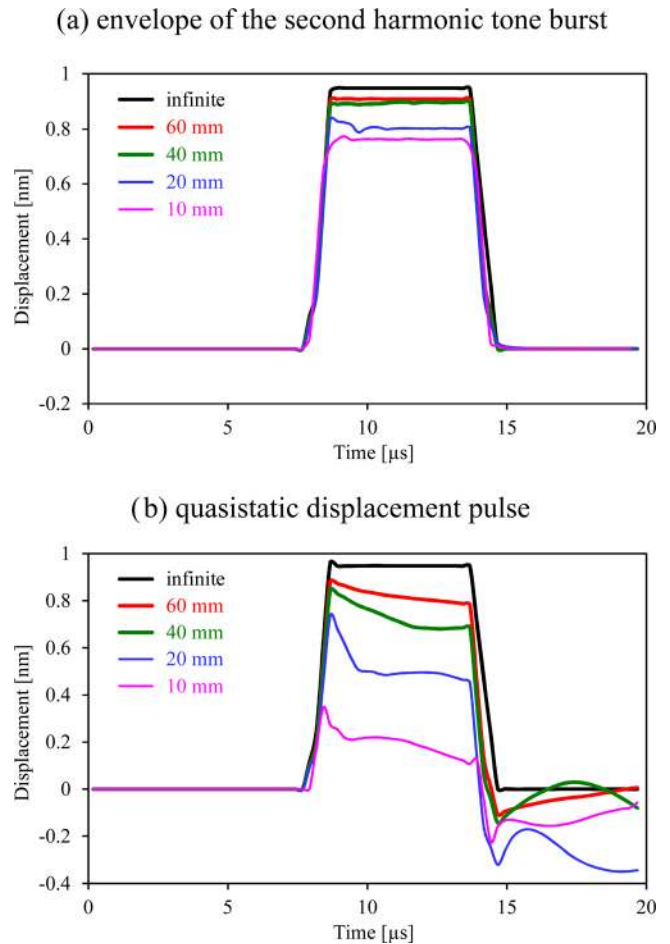 (a) envelope of the second harmonic tone burst
1
0.8
0.6
0.4
0.2
0
-0.2
Displacement [nm]
infinite
60 mm
40 mm
20 mm
10 mm
0
5
10
15
20
Time [µs]
(b) quasistatic displacement pulse
1
0.8
0.6
0.4
0.2
0
-0.2
-0.4
Displacement [nm]
infinite
60 mm
40 mm
20 mm
10 mm
0
5
10
15
20
Time [µs]